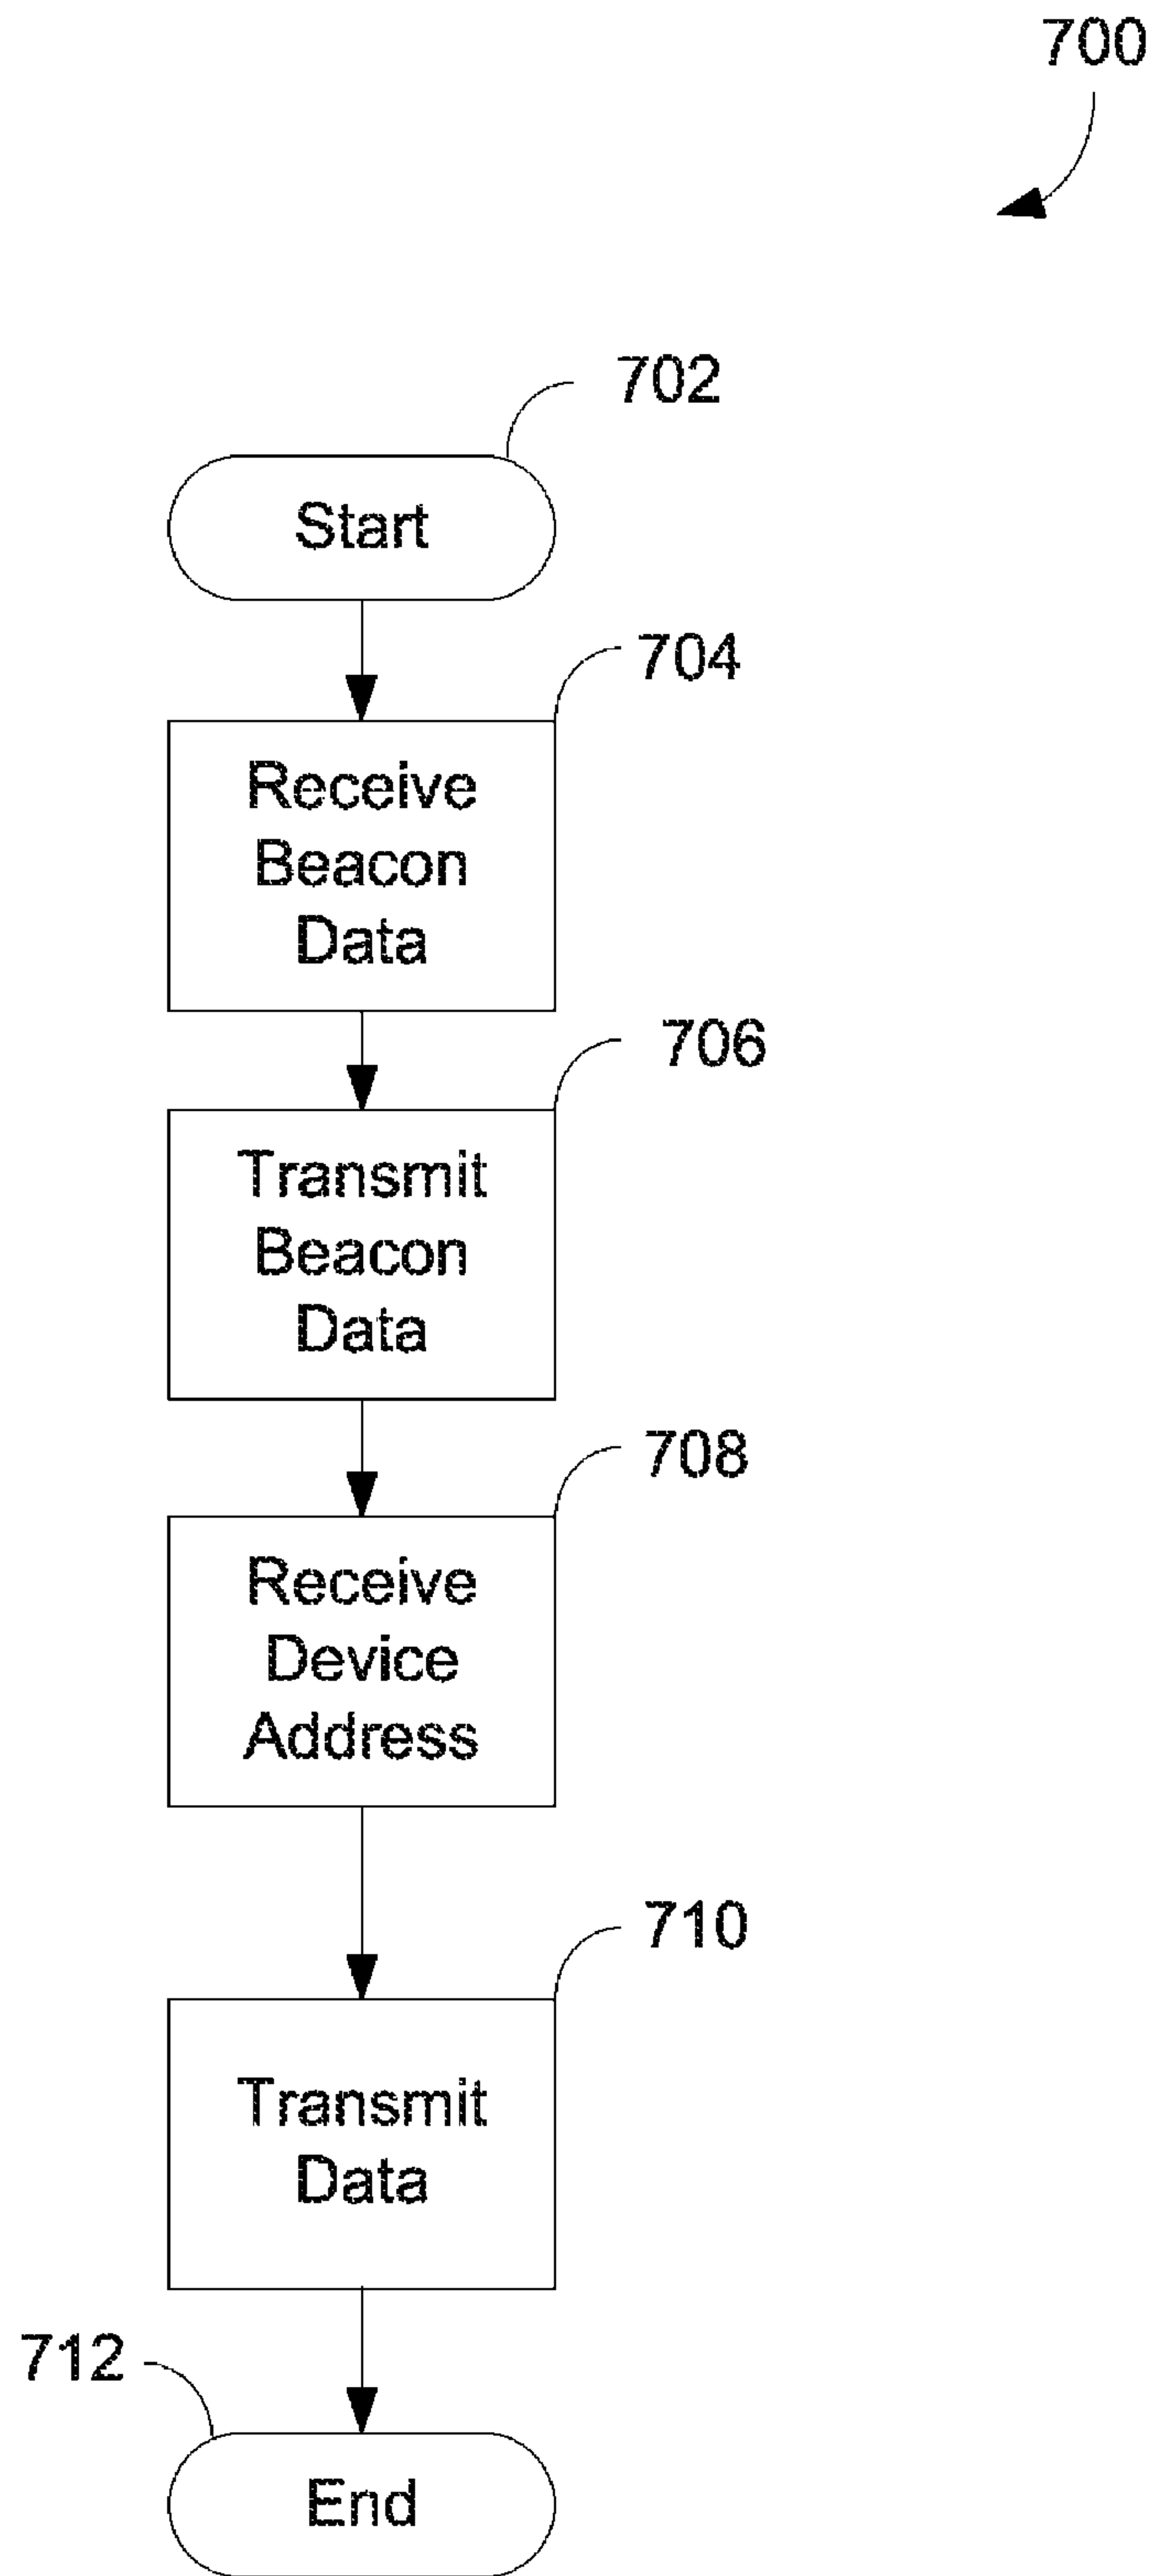 700
702
Start
704
Receive
Beacon
Data
706
Transmit
Beacon
Data
708
Receive
Device
Address
710
Transmit
Data
712
End